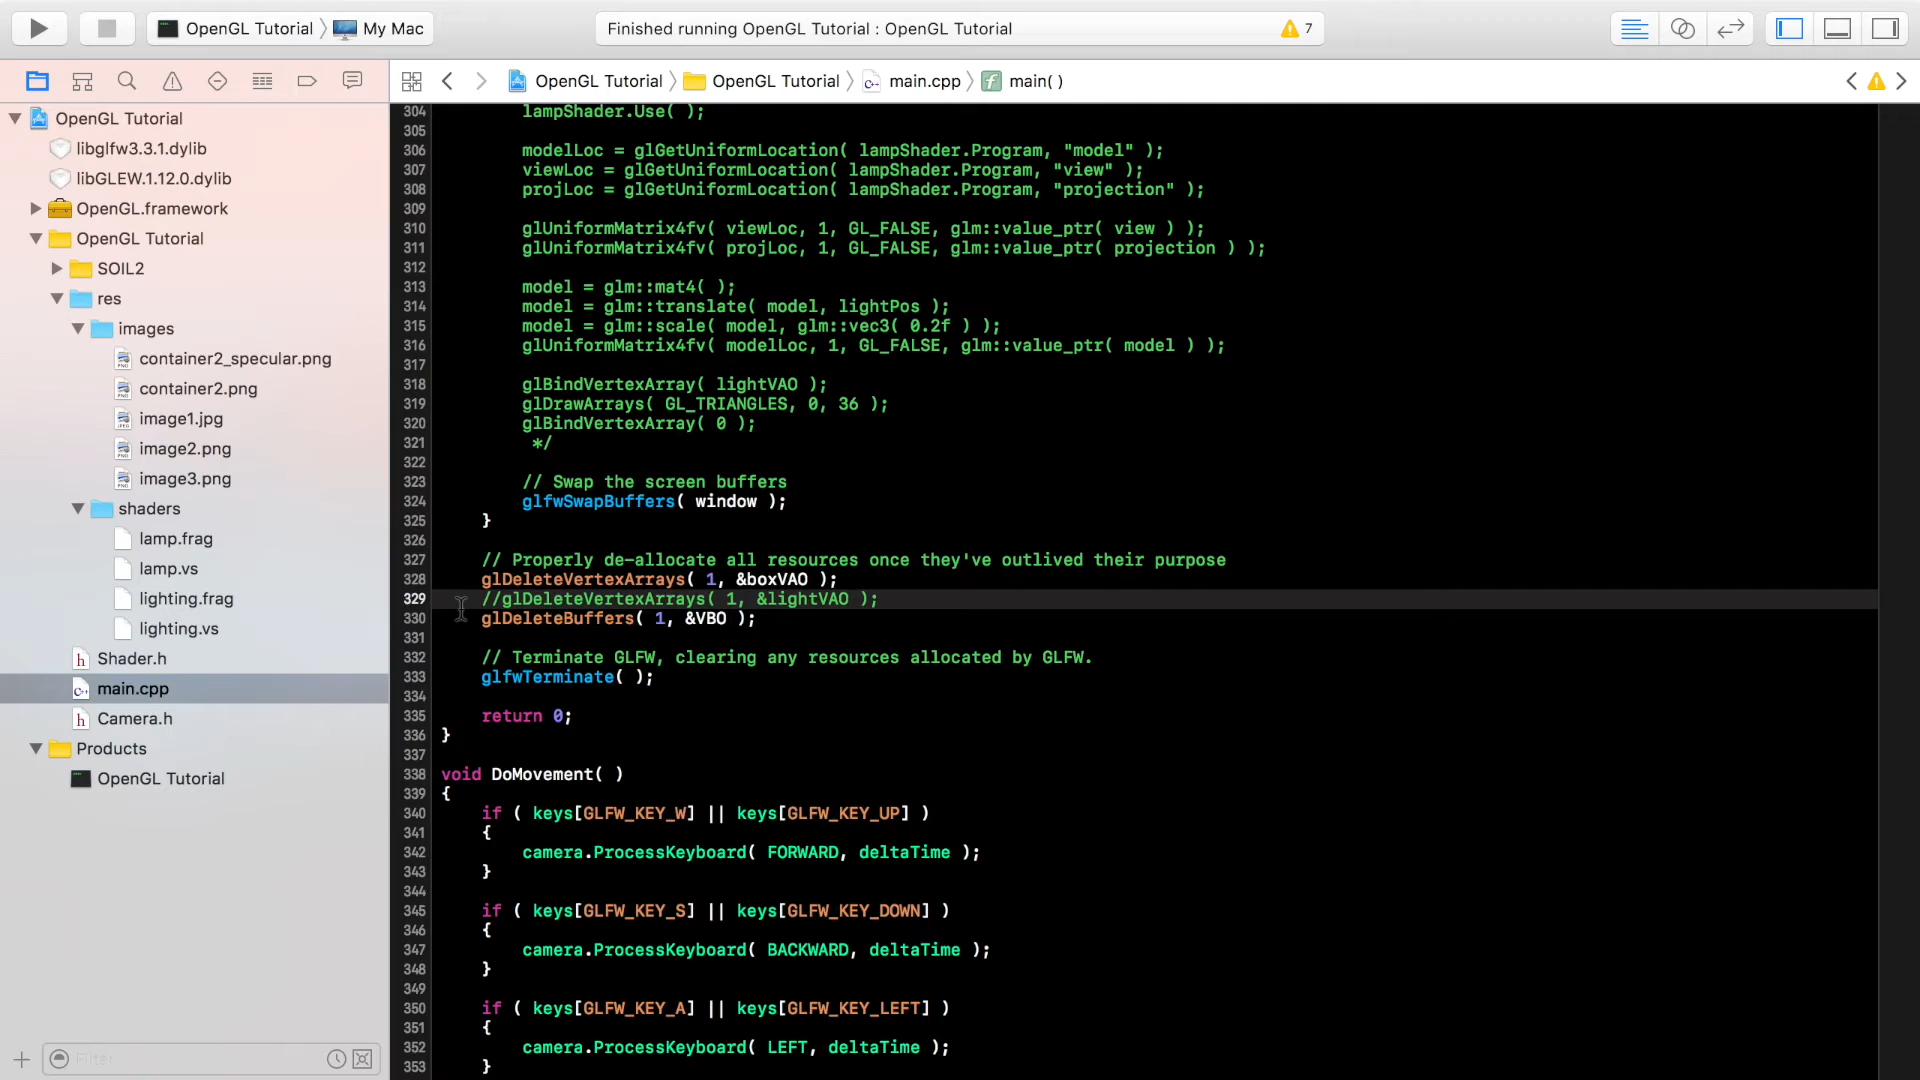 OpenGL Tutorial
My Mac
Finished running OpenGL Tutorial : OpenGL Tutorial
7
OpenGL Tutorial
OpenGL Tutorial
main.cpp
main( )
OpenGL Tutorial
libglfw3.3.1.dylib
libGLEW.1.12.0.dylib
OpenGL.framework
OpenGL Tutorial
SOIL2
res
images
container2_specular.png
container2.png
image1.jpg
image2.png
image3.png
shaders
lamp.frag
lamp.vs
lighting.frag
lighting.vs
Shader.h
main.cpp
Camera.h
Products
OpenGL Tutorial
Filter
304 lampShader.Use( );
305
306 modelLoc = glGetUniformLocation( lampShader.Program, "model" );
307 viewLoc = glGetUniformLocation( lampShader.Program, "view" );
308 projLoc = glGetUniformLocation( lampShader.Program, "projection" );
309
310 glUniformMatrix4fv( viewLoc, 1, GL_FALSE, glm::value_ptr( view ) );
311 glUniformMatrix4fv( projLoc, 1, GL_FALSE, glm::value_ptr( projection ) );
312
313 model = glm::mat4( );
314 model = glm::translate( model, lightPos );
315 model = glm::scale( model, glm::vec3( 0.2f ) );
316 glUniformMatrix4fv( modelLoc, 1, GL_FALSE, glm::value_ptr( model ) );
317
318 glBindVertexArray( lightVAO );
319 glDrawArrays( GL_TRIANGLES, 0, 36 );
320 glBindVertexArray( 0 );
321 */
322
323 // Swap the screen buffers
324 glfwSwapBuffers( window );
325 }
326
327 // Properly de-allocate all resources once they've outlived their purpose
328 glDeleteVertexArrays( 1, &boxVAO );
329 //glDeleteVertexArrays( 1, &lightVAO );
330 glDeleteBuffers( 1, &VBO );
331
332 // Terminate GLFW, clearing any resources allocated by GLFW.
333 glfwTerminate( );
334
335 return 0;
336 }
337
338 void DoMovement( )
339 {
340 if ( keys[GLFW_KEY_W] || keys[GLFW_KEY_UP] )
341 {
342 camera.ProcessKeyboard( FORWARD, deltaTime );
343 }
344
345 if ( keys[GLFW_KEY_S] || keys[GLFW_KEY_DOWN] )
346 {
347 camera.ProcessKeyboard( BACKWARD, deltaTime );
348 }
349
350 if ( keys[GLFW_KEY_A] || keys[GLFW_KEY_LEFT] )
351 {
352 camera.ProcessKeyboard( LEFT, deltaTime );
353 }